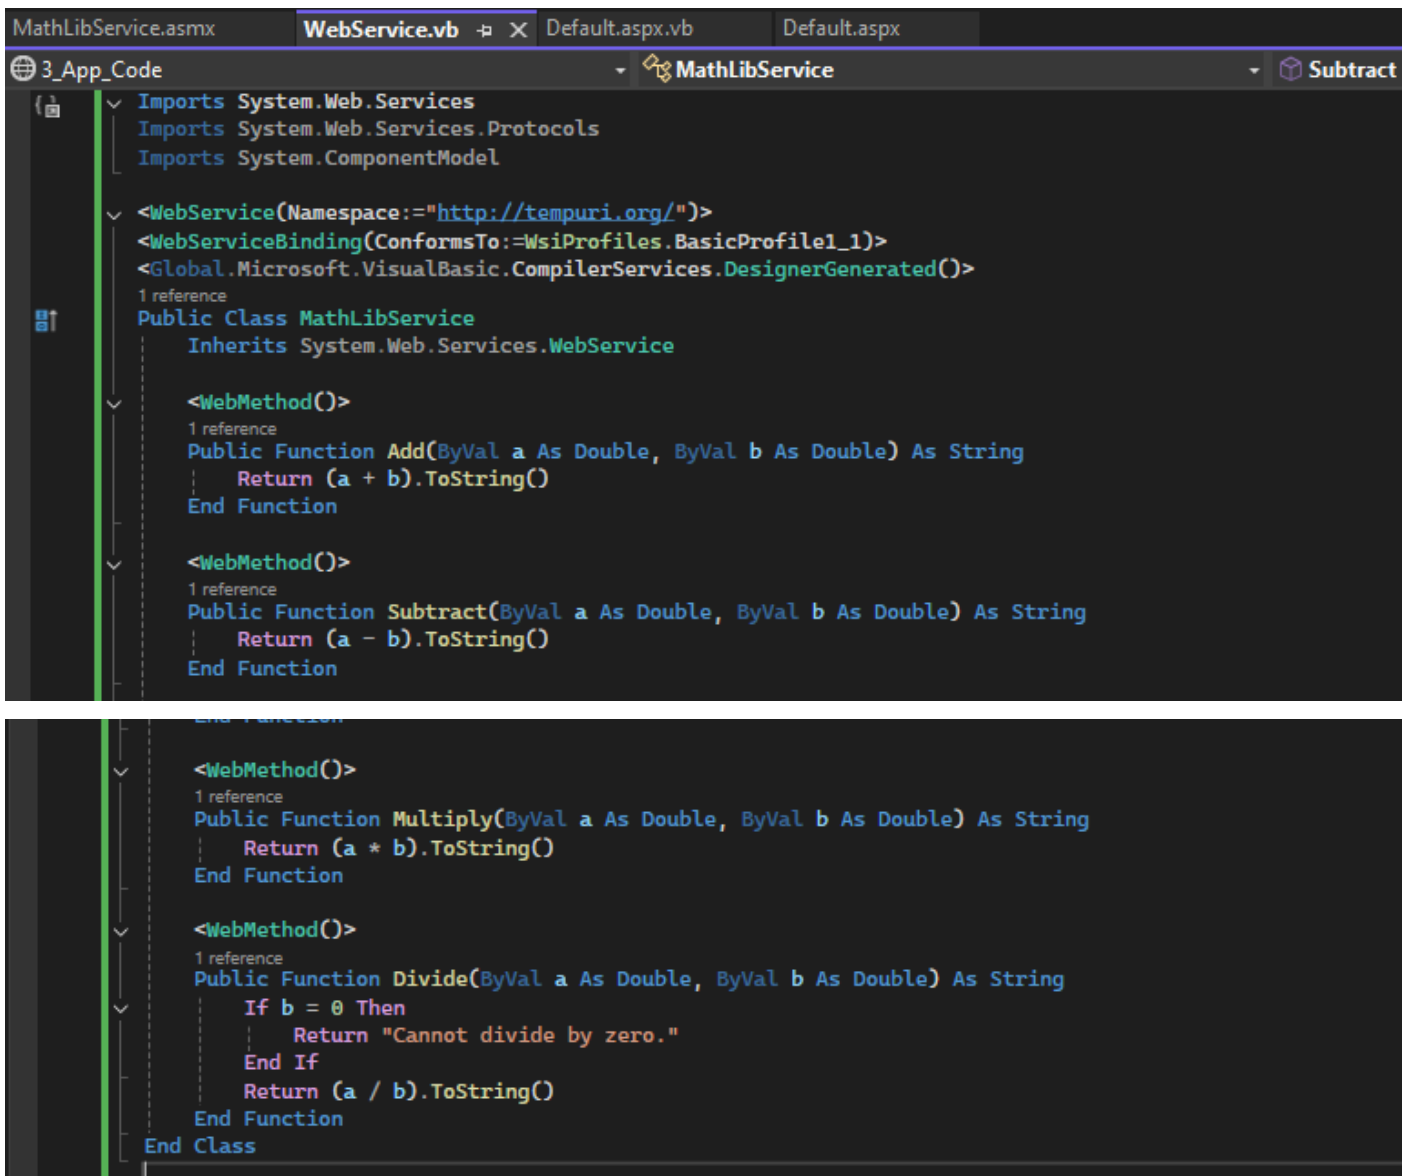 MathLibService.asmx WebService.vb Default.aspx.vb Default.aspx
3_App_Code MathLibService Subtract
Imports System.Web.Services
Imports System.Web.Services.Protocols
Imports System.ComponentModel
<WebService(Namespace:="http://tempuri.org/")>
<WebServiceBinding(ConformsTo:=WsiProfiles.BasicProfile1_1)>
<Global.Microsoft.VisualBasic.CompilerServices.DesignerGenerated()>
1 reference
Public Class MathLibService
Inherits System.Web.Services.WebService
<WebMethod()>
1 reference
Public Function Add(ByVal a As Double, ByVal b As Double) As String
Return (a + b).ToString()
End Function
<WebMethod()>
1 reference
Public Function Subtract(ByVal a As Double, ByVal b As Double) As String
Return (a - b).ToString()
End Function
End Function
<WebMethod()>
1 reference
Public Function Multiply(ByVal a As Double, ByVal b As Double) As String
Return (a * b).ToString()
End Function
<WebMethod()>
1 reference
Public Function Divide(ByVal a As Double, ByVal b As Double) As String
If b = 0 Then
Return "Cannot divide by zero."
End If
Return (a / b).ToString()
End Function
End Class